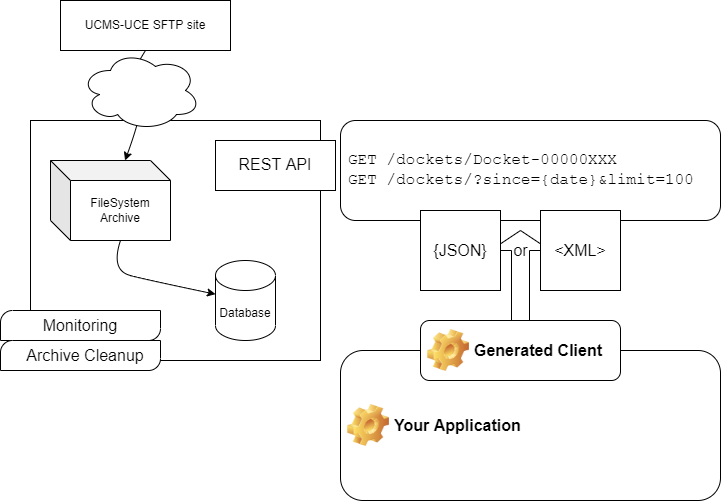 UCMS-UCE SFTP site
REST API
GET /dockets/Docket-00000XXX
GET /dockets/?since={date}&limit=100
FileSystem
Archive
{JSON}
or
<XML>
Database
Monitoring
Archive Cleanup
Generated Client
Your Application